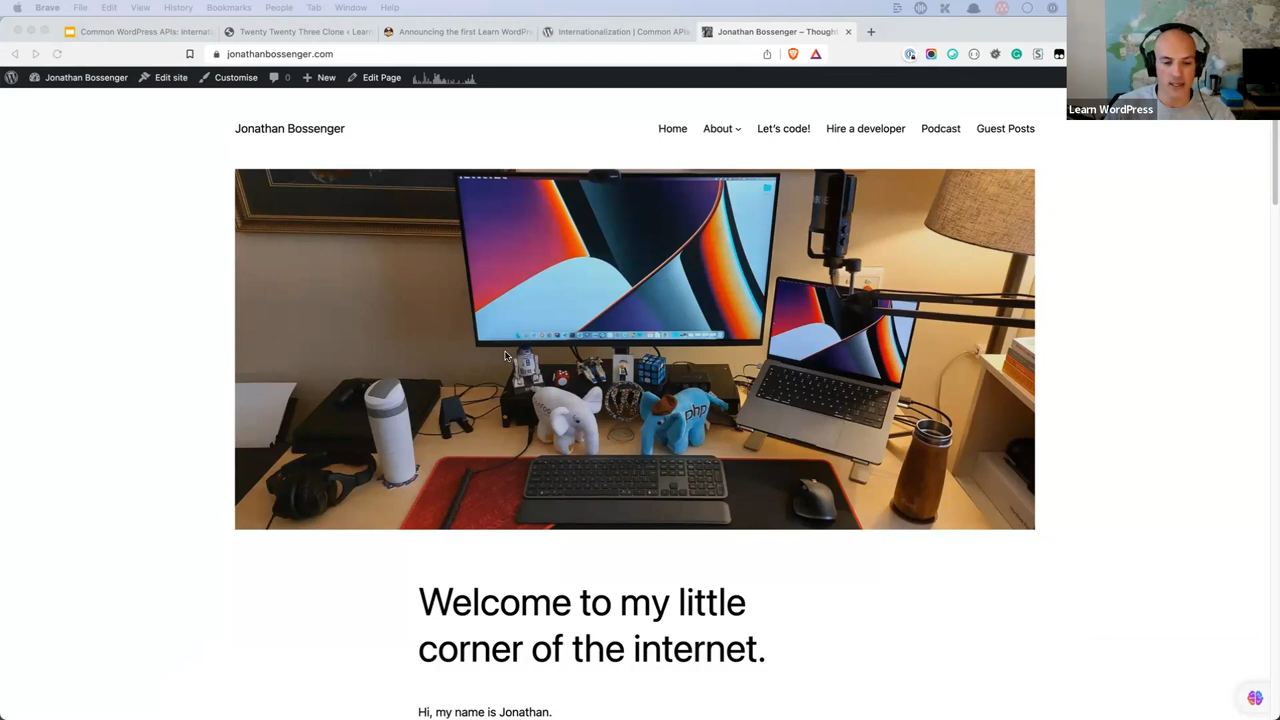 Brave File Edit View History Bookmarks People Tab Window Help
Common WordPress APIs: Internat
Twenty Twenty Three Clone ‹ Learn
Announcing the first Learn WordPr
Internationalization | Common APIs
Jonathan Bossenger – Thought
jonathanbossenger.com
Jonathan Bossenger Edit site Customise 0 New Edit Page
Learn WordPress
Jonathan Bossenger
Home About Let's code! Hire a developer Podcast Guest Posts
php
Welcome to my little
corner of the internet.
Hi, my name is Jonathan.